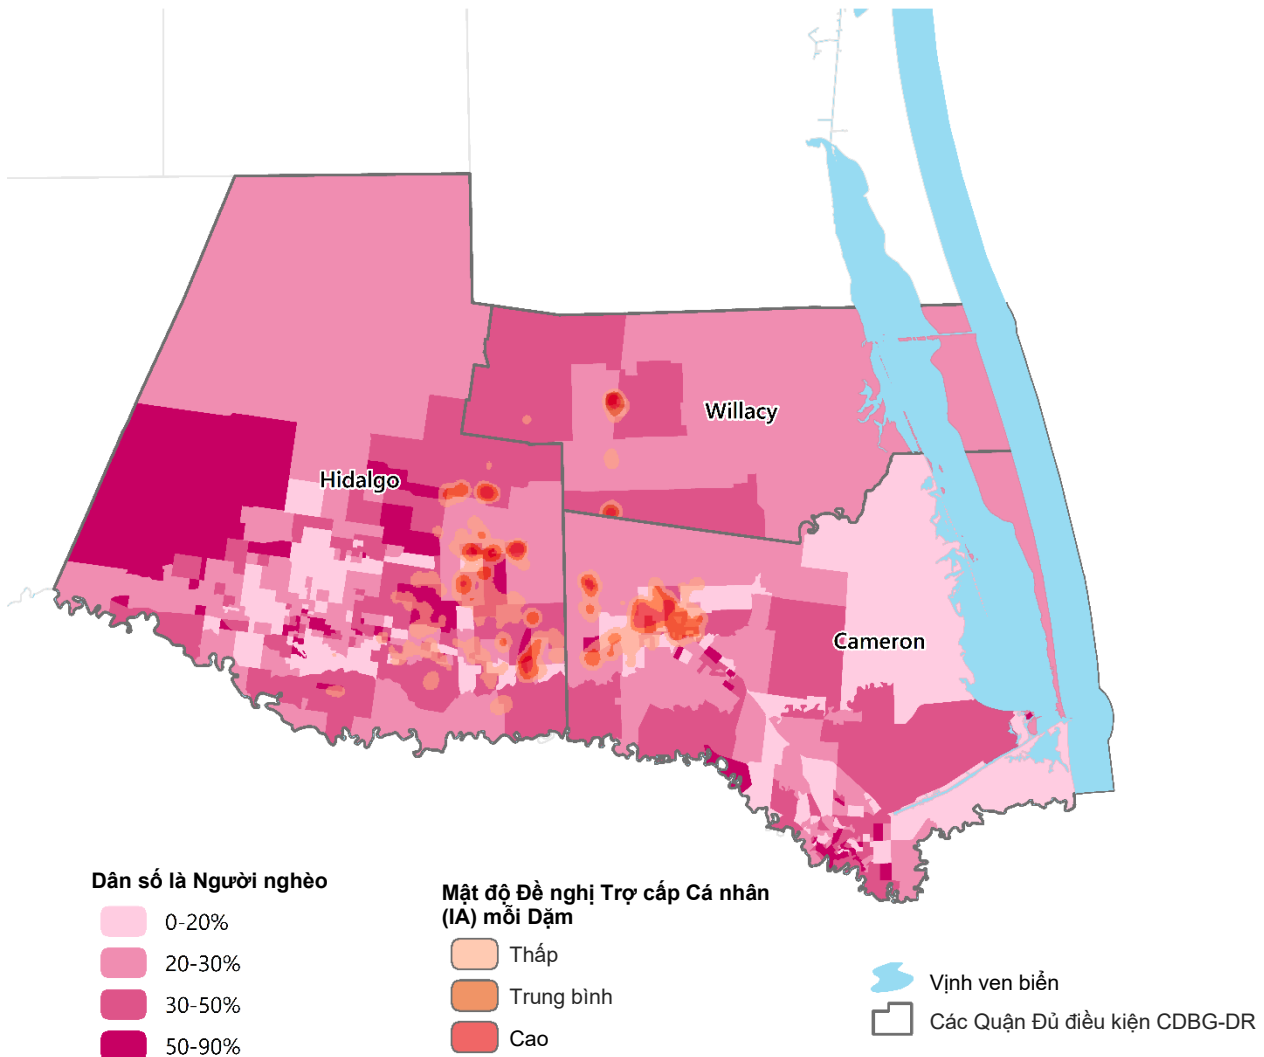 Willacy
Hidalgo
Cameron
Dân số là Người nghèo
0-20%
20-30%
30-50%
50-90%
Mật độ Đề nghị Trợ cấp Cá nhân
(IA) mỗi Dặm
Thấp
Trung bình
Cao
Vịnh ven biển
Các Quận Đủ điều kiện CDBG-DR